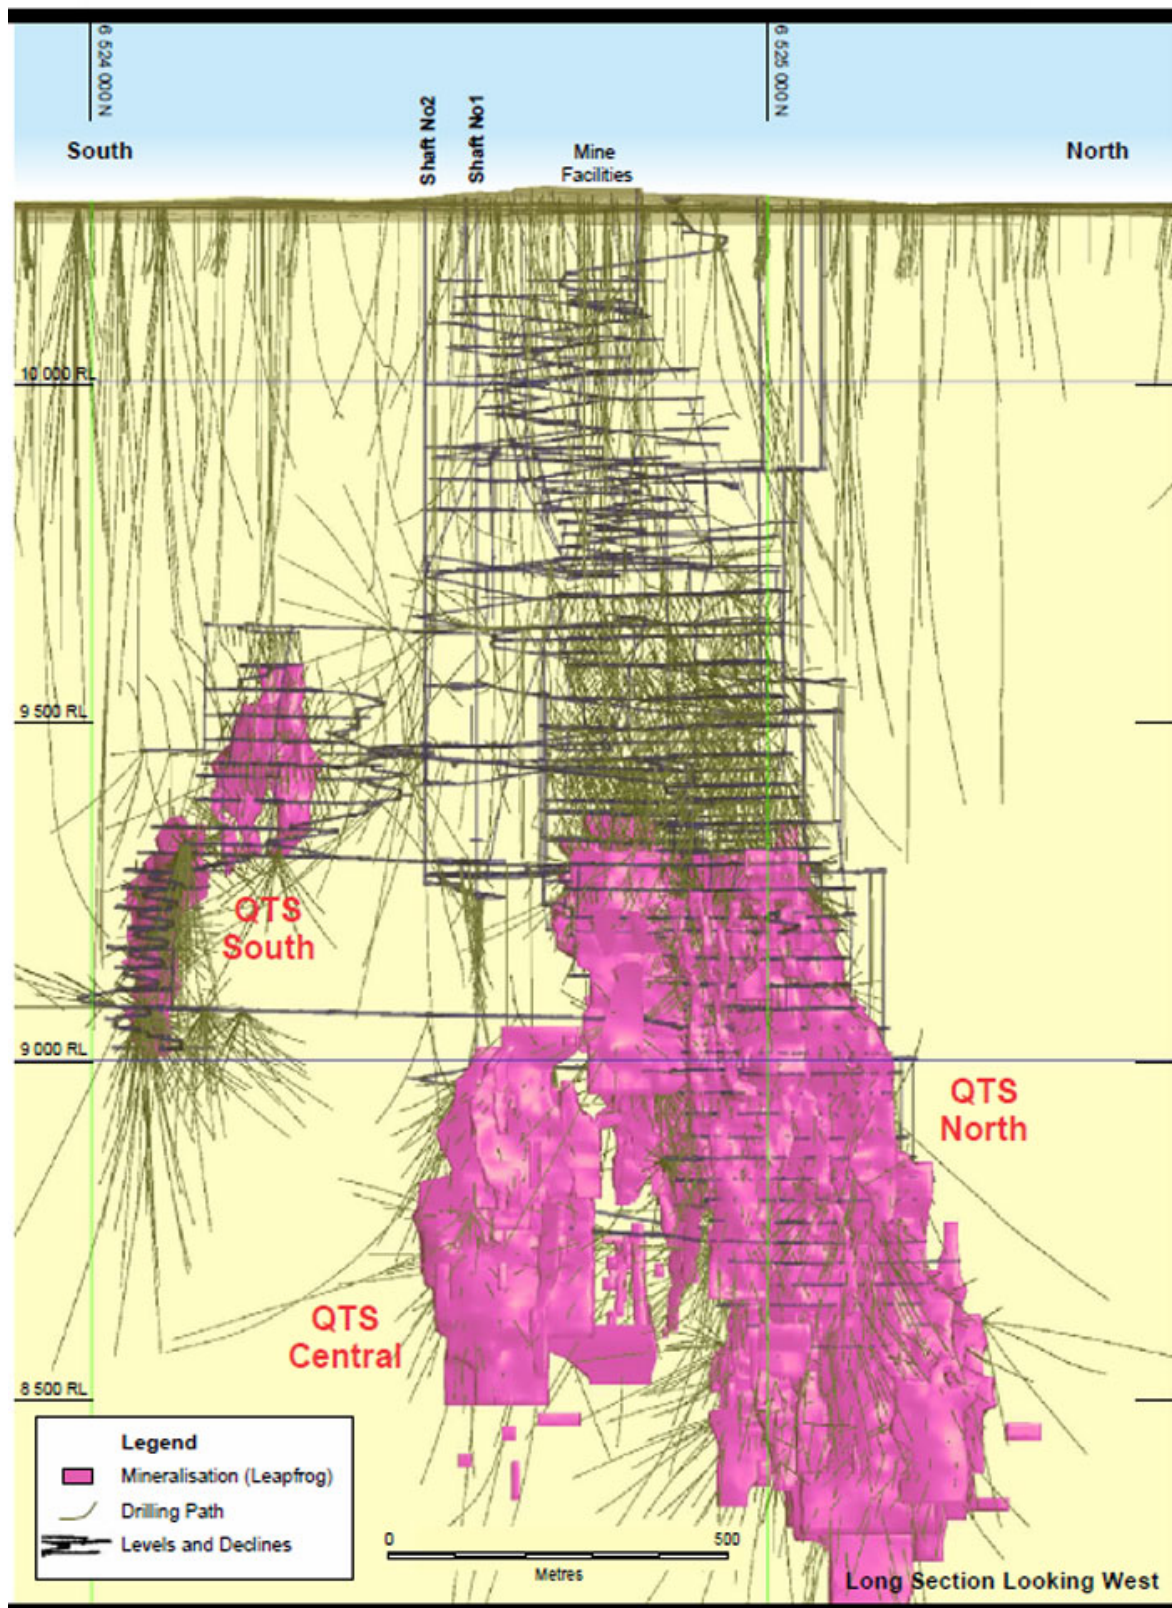 6 524 000 N
6 525 000 N
South
Shaft No2
Shaft No1
Mine
Facilities
North
10 000 RL
9 500 RL
QTS
South
9 000 RL
QTS
North
QTS
Central
8 500 RL
Legend
Mineralisation (Leapfrog)
Drilling Path
Levels and Declines
0
500
Metres
Long Section Looking West